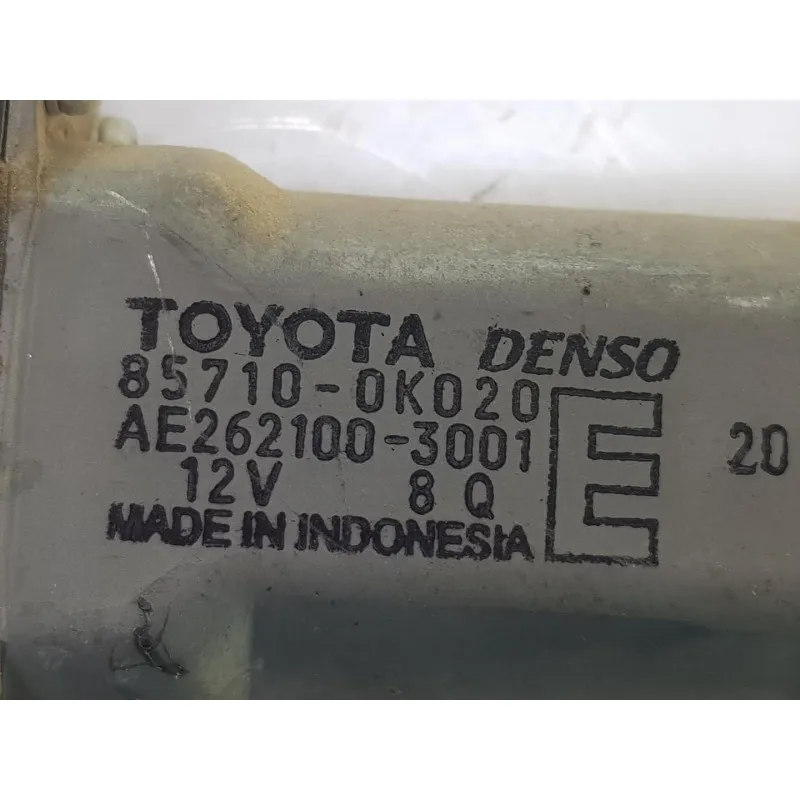 TOYOTA DENSO
85710-0K020
AE262100-3001
12V 8 Q
MADE IN INDONESIA
E
20